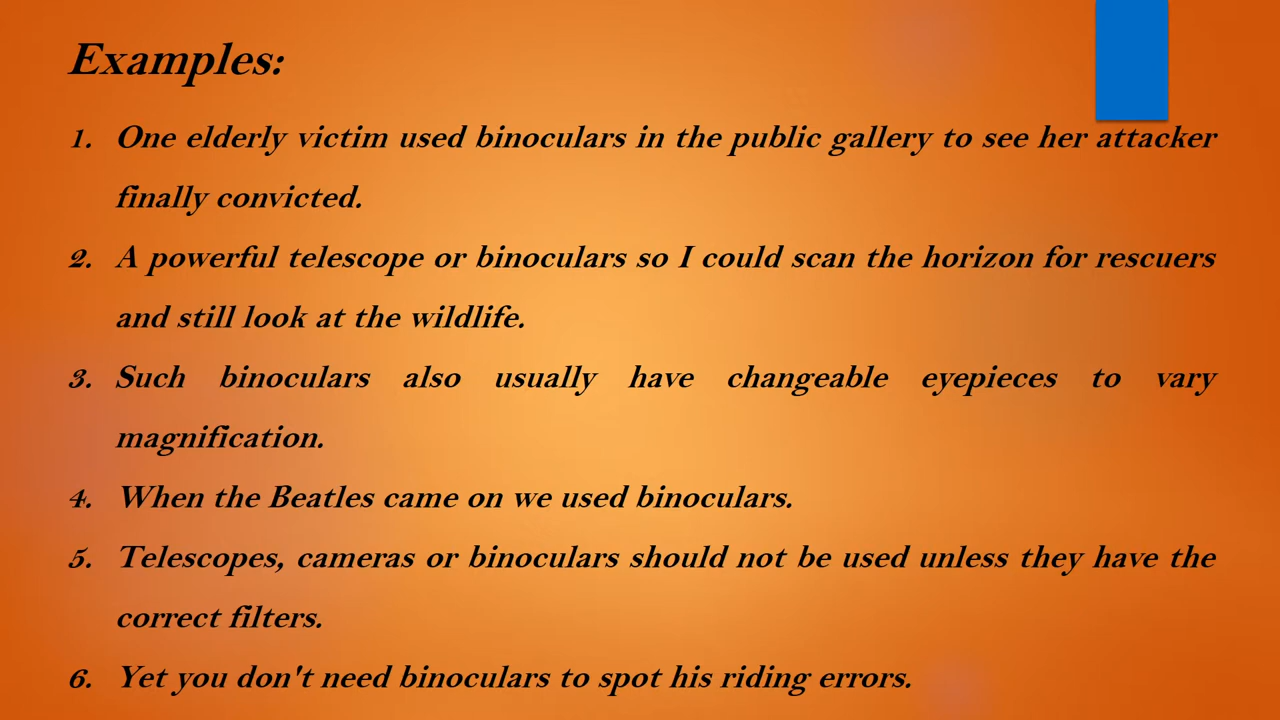 Examples:
1. One elderly victim used binoculars in the public gallery to see her attacker
finally convicted.
2. A powerful telescope or binoculars so I could scan the horizon for rescuers
and still look at the wildlife.
3. Such binoculars also usually have changeable eyepieces to vary
magnification.
4. When the Beatles came on we used binoculars.
5. Telescopes, cameras or binoculars should not be used unless they have the
correct filters.
6. Yet you don't need binoculars to spot his riding errors.